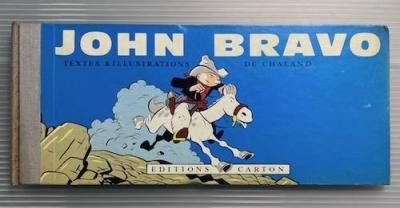 JOHN BRAVO
TEXTES & ILLUSTRATIONS DE CHALAND
EDITIONS CARTON